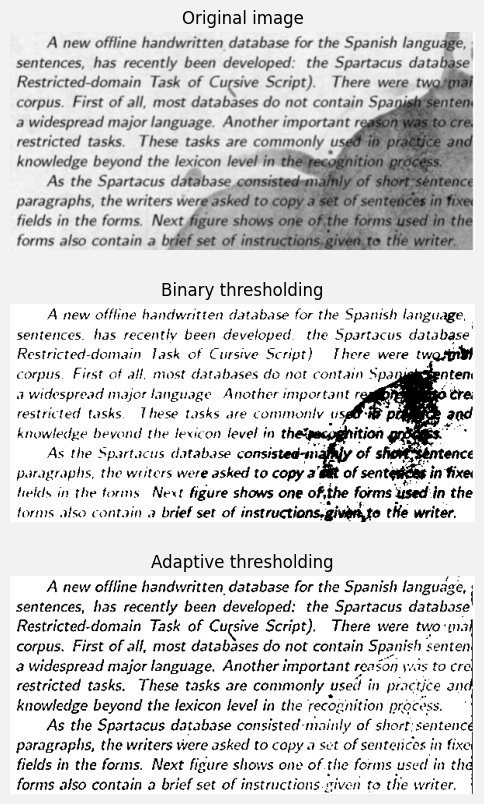 Original image
A new offline handwritten database for the Spanish language,
sentences, has recently been developed: the Spartacus database
Restricted-domain Task of Cursive Script). There were two mai
corpus. First of all, most databases do not contain Spanish senten
a widespread major language. Another important reason was to crea
restricted tasks. These tasks are commonly used in practice and
knowledge beyond the lexicon level in the recognition process.
As the Spartacus database consisted mainly of short sentence
paragraphs, the writers were asked to copy a set of sentences in fixed
fields in the forms. Next figure shows one of the forms used in the
forms also contain a brief set of instructions given to the writer.
Binary thresholding
A new offline handwritten database for the Spanish language,
sentences. has recently been developed. the Spartacus database
Restricted-domain Task of Cursive Script) There were two mai
corpus. First of all, most databases do not contain Spanish senten
a widespread major language Another important to crea
restricted tasks. These tasks are commonly used in practice and
knowledge beyond the lexicon level in the recognition process.
As the Spartacus database consisted mainly of short sentence
paragraphs, the writers were asked to copy a set of sentences in fixed
fields in the forms Next figure shows one of the forms used in the
forms also contain a brief set of instructions given to the writer.
Adaptive thresholding
A new offline handwritten database for the Spanish language,
sentences, has recently been developed: the Spartacus database
Restricted-domain Task of Cursive Script). There were two mai
corpus. First of all, most databases do not contain Spanish senten
a widespread major language. Another important reason was to crea
restricted tasks. These tasks are commonly used in practice and
knowledge beyond the lexicon level in the recognition process.
As the Spartacus database consisted mainly of short sentence
paragraphs, the writers were asked to copy a set of sentences in fixed
fields in the forms. Next figure shows one of the forms used in the
forms also contain a brief set of instructions given to the writer.